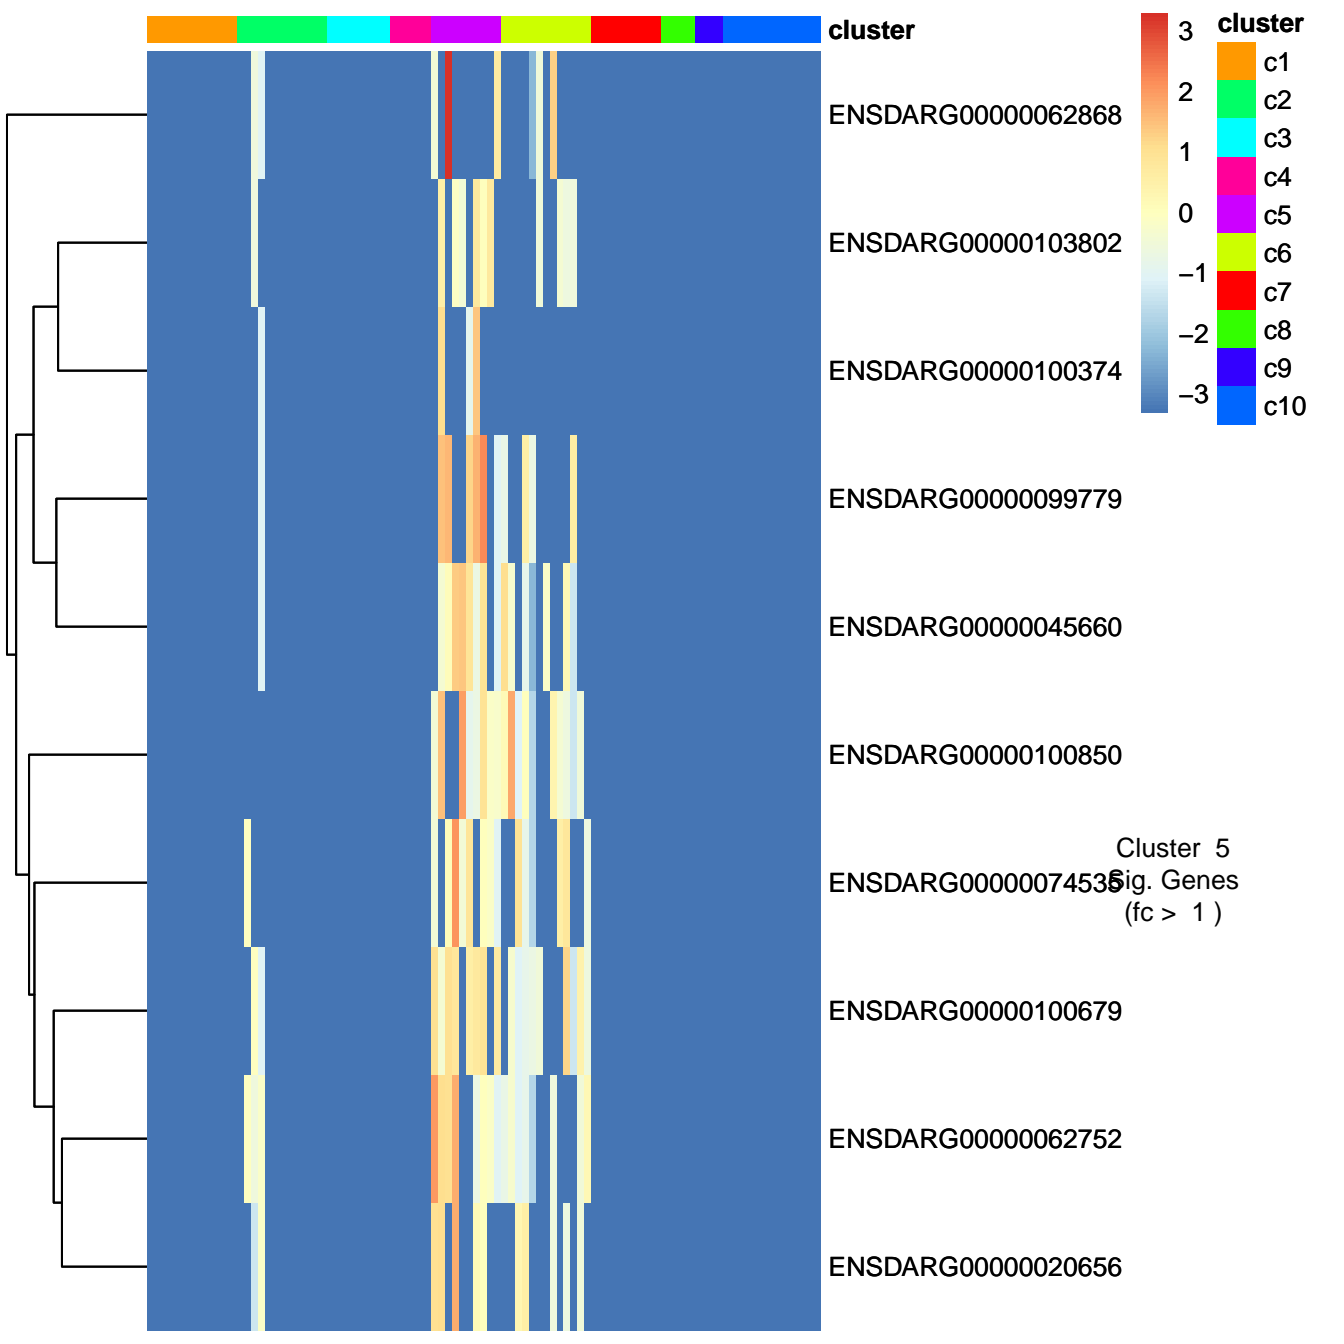 cluster
ENSDARG00000062868
ENSDARG00000103802
ENSDARG00000100374
ENSDARG00000099779
ENSDARG00000045660
ENSDARG00000100850
ENSDARG00000074535
ENSDARG00000100679
ENSDARG00000062752
ENSDARG00000020656
3
2
1
0
−1
−2
−3
cluster
c1
c2
c3
c4
c5
c6
c7
c8
c9
c10
Cluster 5
Sig. Genes
(fc > 1 )